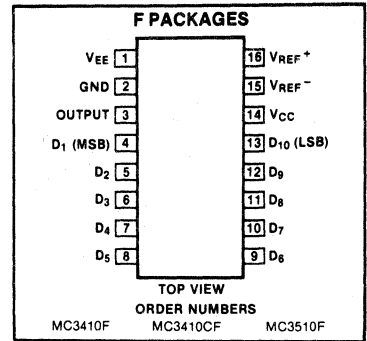 F PACKAGES
VEE 1 16 VREF+
GND 2 15 VREF−
OUTPUT 3 14 VCC
D1 (MSB) 4 13 D10 (LSB)
D2 5 12 D9
D3 6 11 D8
D4 7 10 D7
D5 8 9 D6
TOP VIEW
ORDER NUMBERS
MC3410F MC3410CF MC3510F